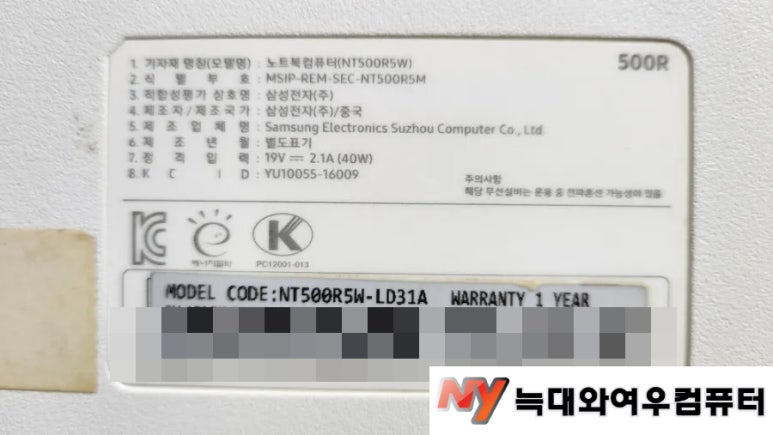 500R
1. 기자재 명칭(모델명) : 노트북컴퓨터(NT500R5W)
2. 식 별 부 호 : MSIP-REM-SEC-NT500R5M
3. 적합성평가 상호명 : 삼성전자(주)
4. 제조자/제조국가 : 삼성전자(주)/중국
5. 제 조 업 체 명 : Samsung Electronics Suzhou Computer Co., Ltd.
6. 제 조 년 월 : 별도표기
7. 정 격 입 력 : 19V 2.1A (40W)
8. K C I D : YU10055-16009
주의사항
해당 무선설비는 운용 중 전파혼신 가능성이 있음
에너지절약
K
PC12001-013
MODEL CODE:NT500R5W-LD31A WARRANTY 1 YEAR
NY 늑대와여우컴퓨터